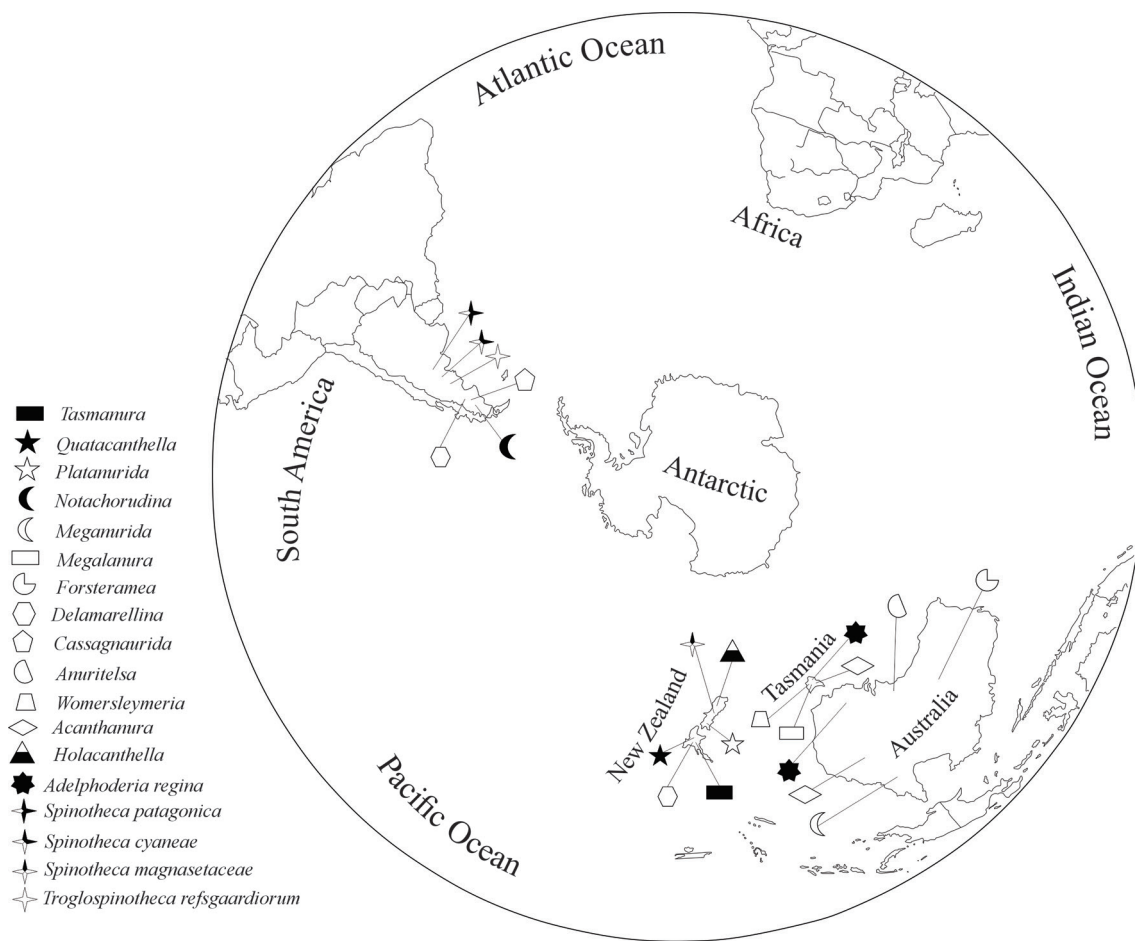 Atlantic Ocean
Africa
Indian Ocean
South America
Antarctic
Tasmania
New Zealand
Australia
Pacific Ocean
Tasmanura
Quatacanthella
Platanurida
Notachorudina
Meganurida
Megalanura
Forsteramea
Delamarellina
Cassagnaurida
Anuritelsa
Womersleymeria
Acanthanura
Holacanthella
Adelphoderia regina
Spinotheca patagonica
Spinotheca cyaneae
Spinotheca magnasetaceae
Troglospinotheca refsgaardiorum